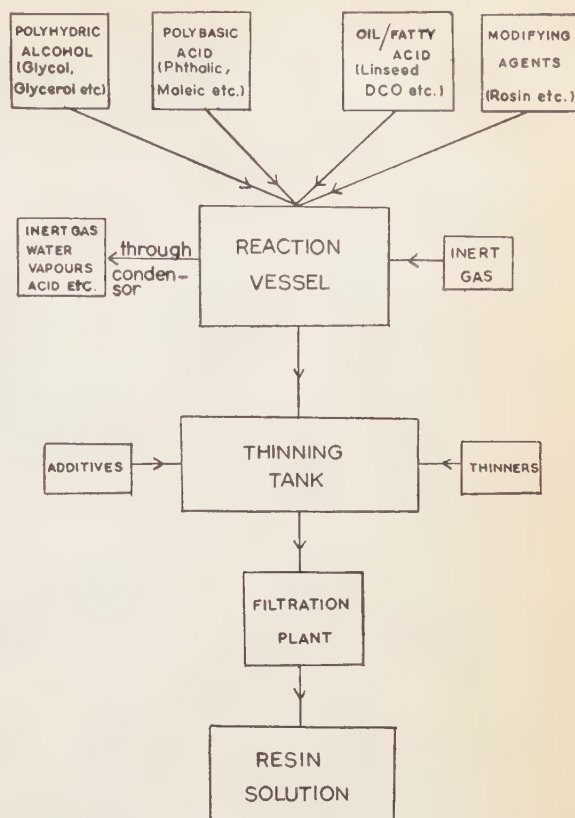 POLYHYDRIC
ALCOHOL
(Glycol,
Glycerol etc)
POLYBASIC
ACID
(Phthalic,
Maleic etc.)
OIL/FATTY
ACID
(Linseed
DCO etc.)
MODIFYING
AGENTS
(Rosin etc.)
INERT GAS
WATER
VAPOURS
ACID ETC.
through
conden-
sor
REACTION
VESSEL
INERT
GAS
ADDITIVES
THINNING
TANK
THINNERS
FILTRATION
PLANT
RESIN
SOLUTION